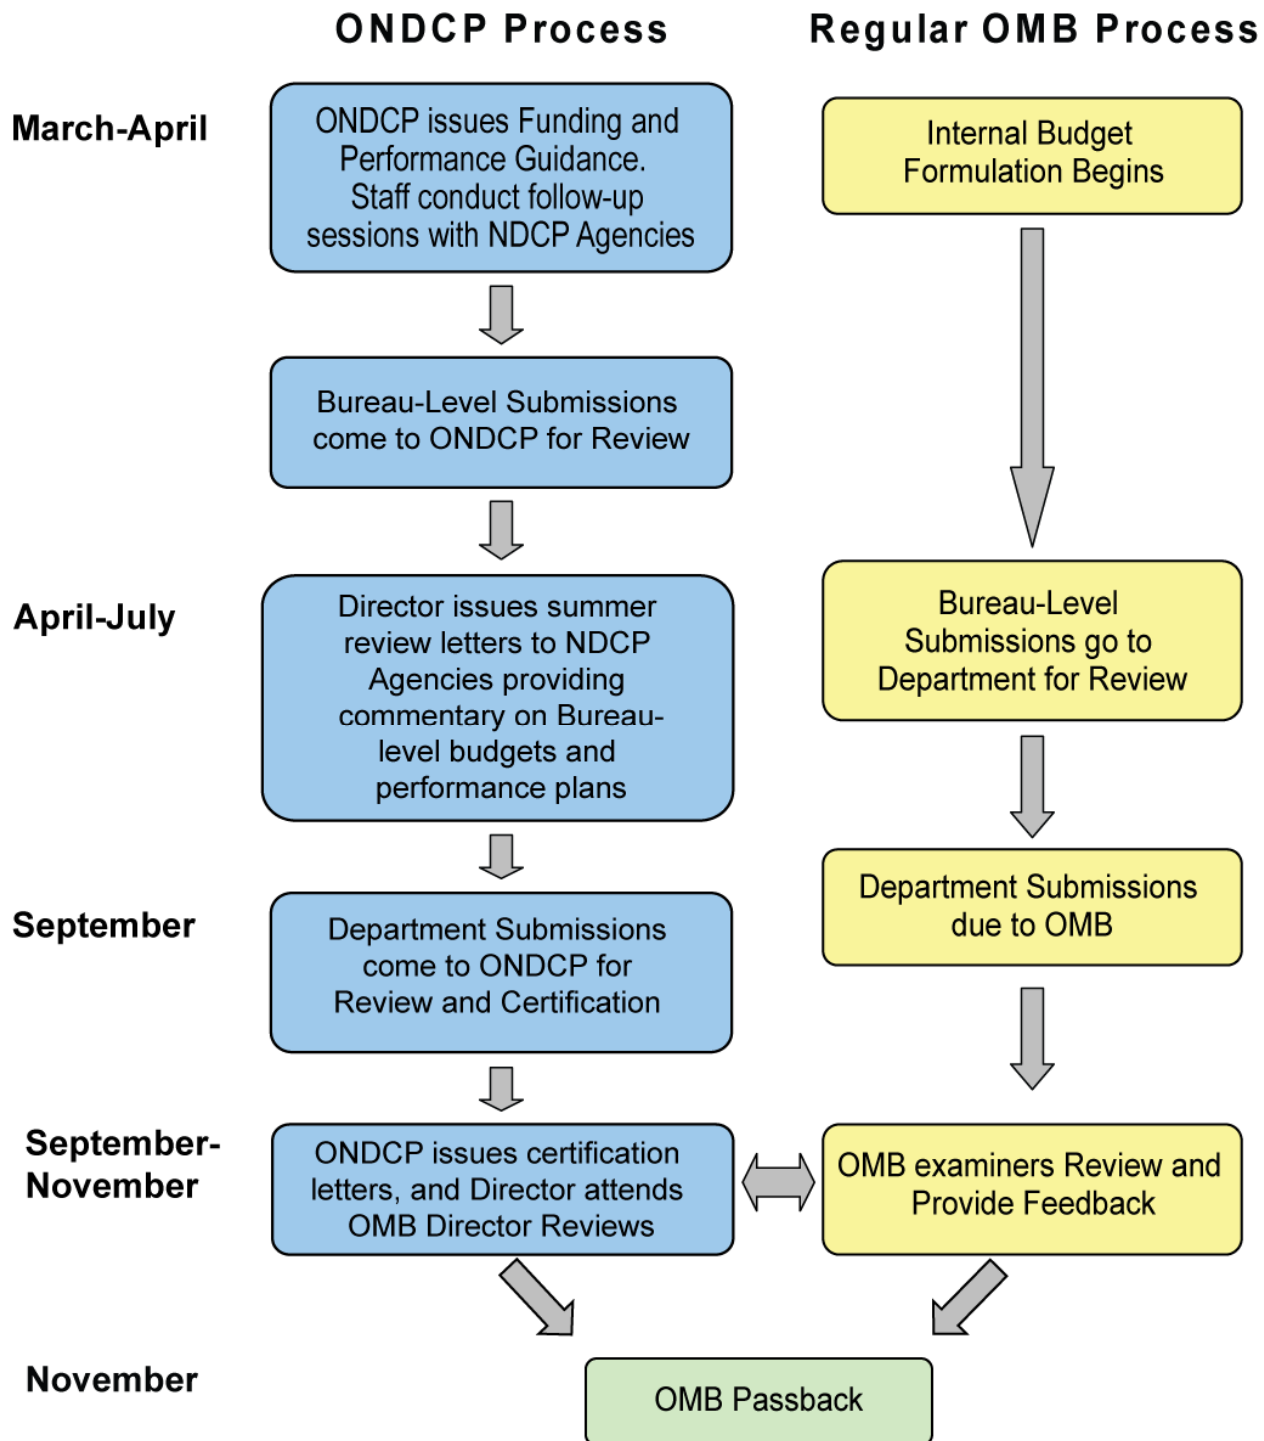 ONDCP Process
Regular OMB Process
March-April
ONDCP issues Funding and
Performance Guidance.
Staff conduct follow-up
sessions with NDCP Agencies
Internal Budget
Formulation Begins
Bureau-Level Submissions
come to ONDCP for Review
April-July
Director issues summer
review letters to NDCP
Agencies providing
commentary on Bureau-
level budgets and
performance plans
Bureau-Level
Submissions go to
Department for Review
September
Department Submissions
come to ONDCP for
Review and Certification
Department Submissions
due to OMB
September-
November
ONDCP issues certification
letters, and Director attends
OMB Director Reviews
OMB examiners Review and
Provide Feedback
November
OMB Passback